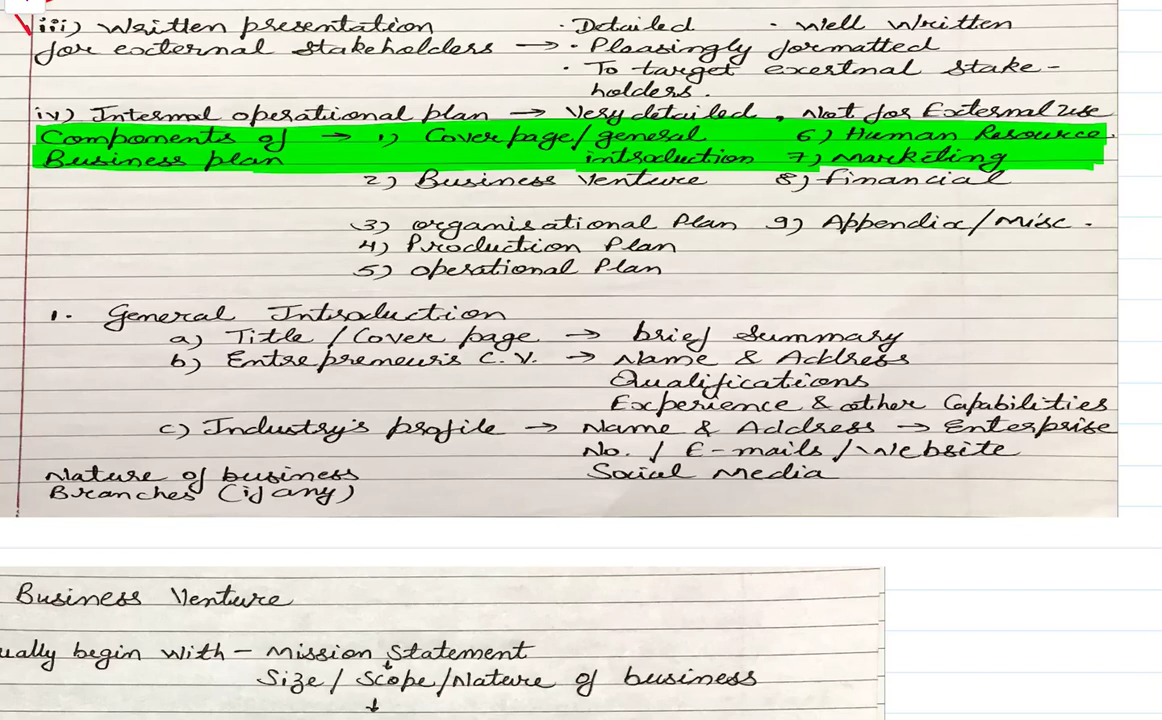 iii) Written presentation · Detailed · Well Written
for external stakeholders → · Pleasingly formatted
· To target excestnal stake-
holders.
iv) Internal operational plan → Very detailed, Not for External use
Components of → 1) Cover page/general 6) Human Resource.
Business plan introduction 7) Marketing
2) Business Venture 8) Financial
3) organisational Plan 9) Appendix/Misc.
4) Production Plan
5) operational Plan
1. General Introduction
a) Title / Cover page → brief Summary
b) Entrepreneur's C.V. → Name & Address
Qualifications
Experience & other Capabilities
c) Industry's profile → Name & Address → Enterprise
No. / E-mails / Website
Nature of business Social Media
Branches (if any)
Business Venture
ually begin with - Mission Statement
↓
Size/ Scope/Nature of business
↓